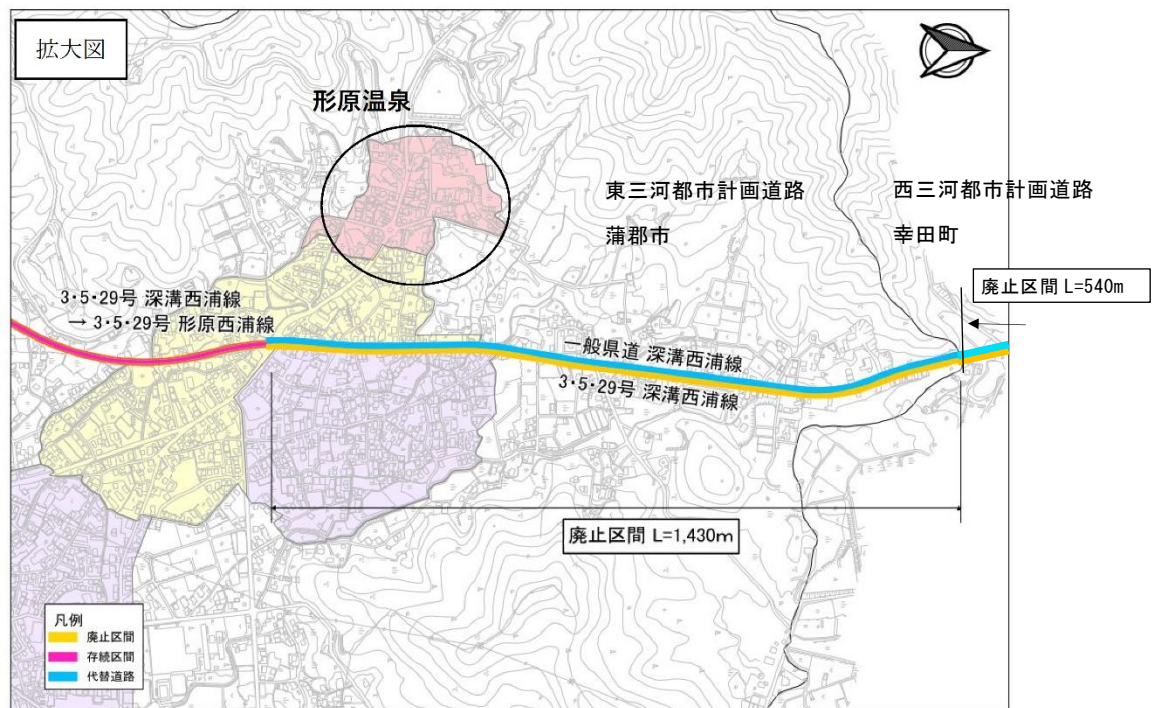 拡大図
形原温泉
東三河都市計画道路
蒲郡市
西三河都市計画道路
幸田町
廃止区間 L=540m
3・5・29号 深溝西浦線
→ 3・5・29号 形原西浦線
一般県道 深溝西浦線
3・5・29号 深溝西浦線
廃止区間 L=1,430m
凡例
廃止区間
存続区間
代替道路